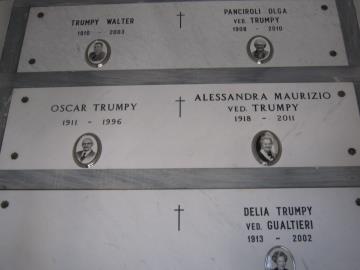 TRUMPY WALTER
1910 - 2003
PANCIROLI OLGA
VED. TRUMPY
1908 - 2010
OSCAR TRUMPY
1911 - 1996
ALESSANDRA MAURIZIO
VED. TRUMPY
1918 - 2011
DELIA TRUMPY
VED. GUALTIERI
1913 - 2002